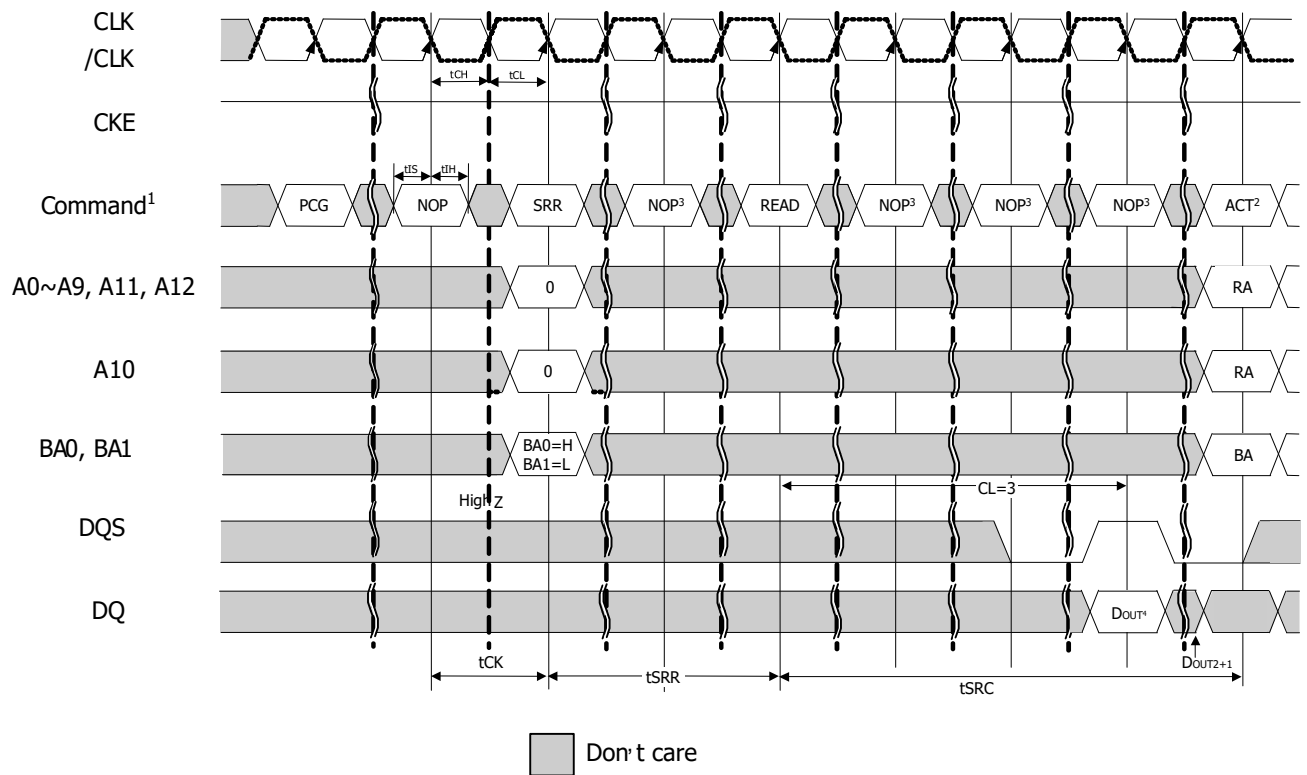 CLK
/CLK
tCH
tCL
CKE
tIS
tIH
Command¹
PCG
NOP
SRR
NOP³
READ
NOP³
NOP³
NOP³
ACT²
A0~A9, A11, A12
0
RA
A10
0
RA
BA0, BA1
BA0=H
BA1=L
BA
CL=3
High Z
DQS
DQ
DOUT⁴
DOUT2+1
tCK
tSRR
tSRC
Don't care